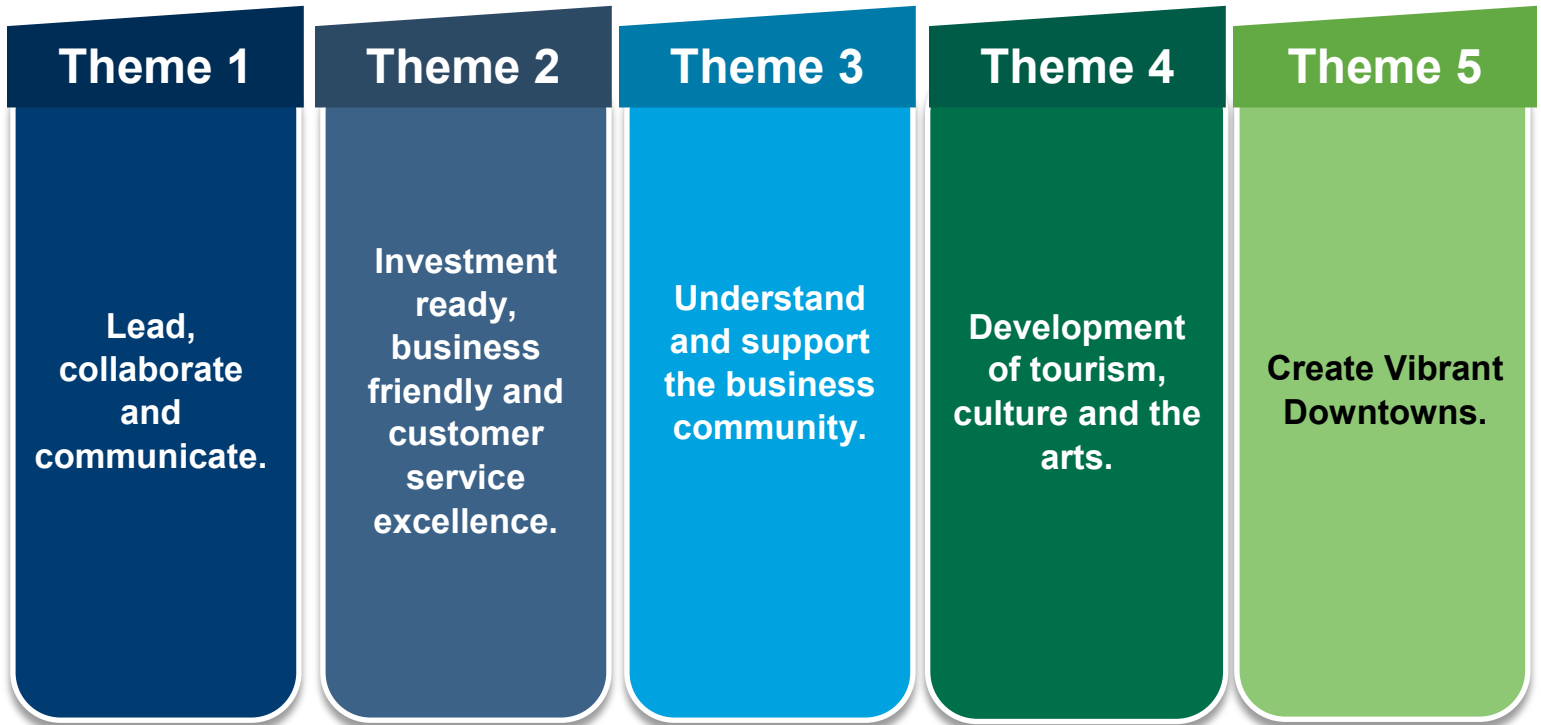 Theme 1
Lead,
collaborate
and
communicate.
Theme 2
Investment
ready,
business
friendly and
customer
service
excellence.
Theme 3
Understand
and support
the business
community.
Theme 4
Development
of tourism,
culture and the
arts.
Theme 5
Create Vibrant
Downtowns.